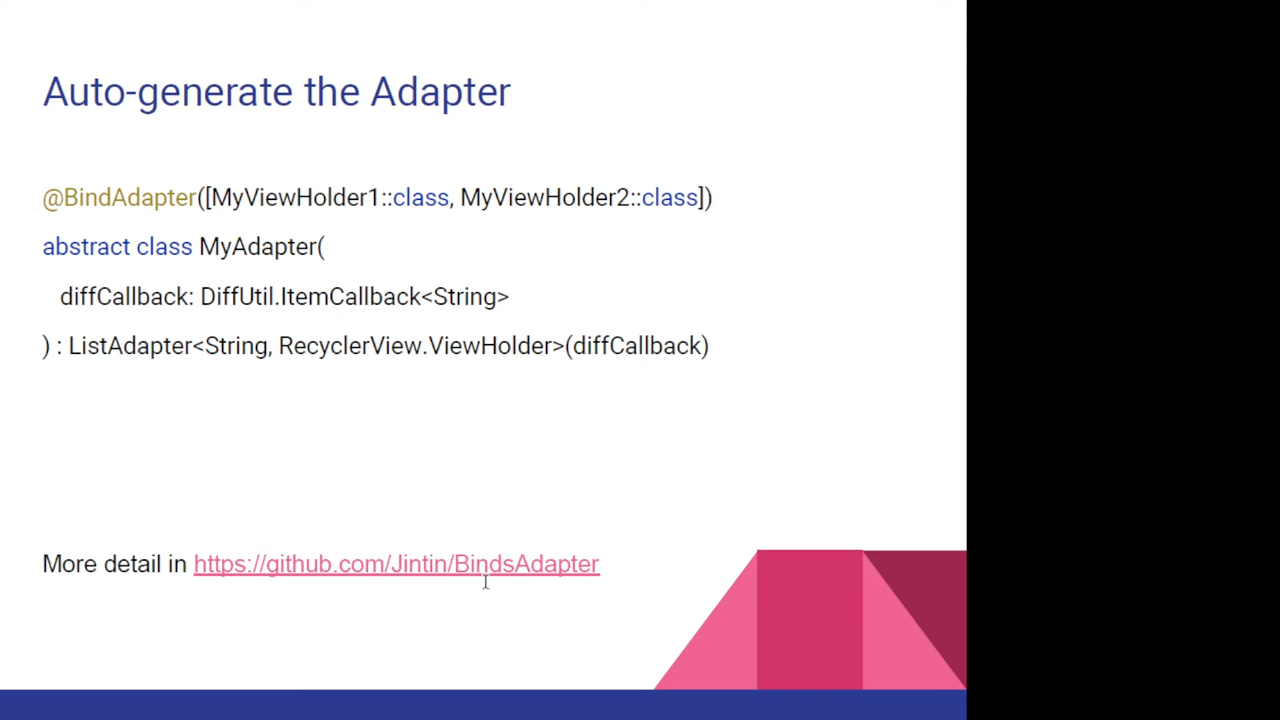 Auto-generate the Adapter
@BindAdapter([MyViewHolder1::class, MyViewHolder2::class])
abstract class MyAdapter(
diffCallback: DiffUtil.ItemCallback<String>
) : ListAdapter<String, RecyclerView.ViewHolder>(diffCallback)
More detail in https://github.com/Jintin/BindsAdapter